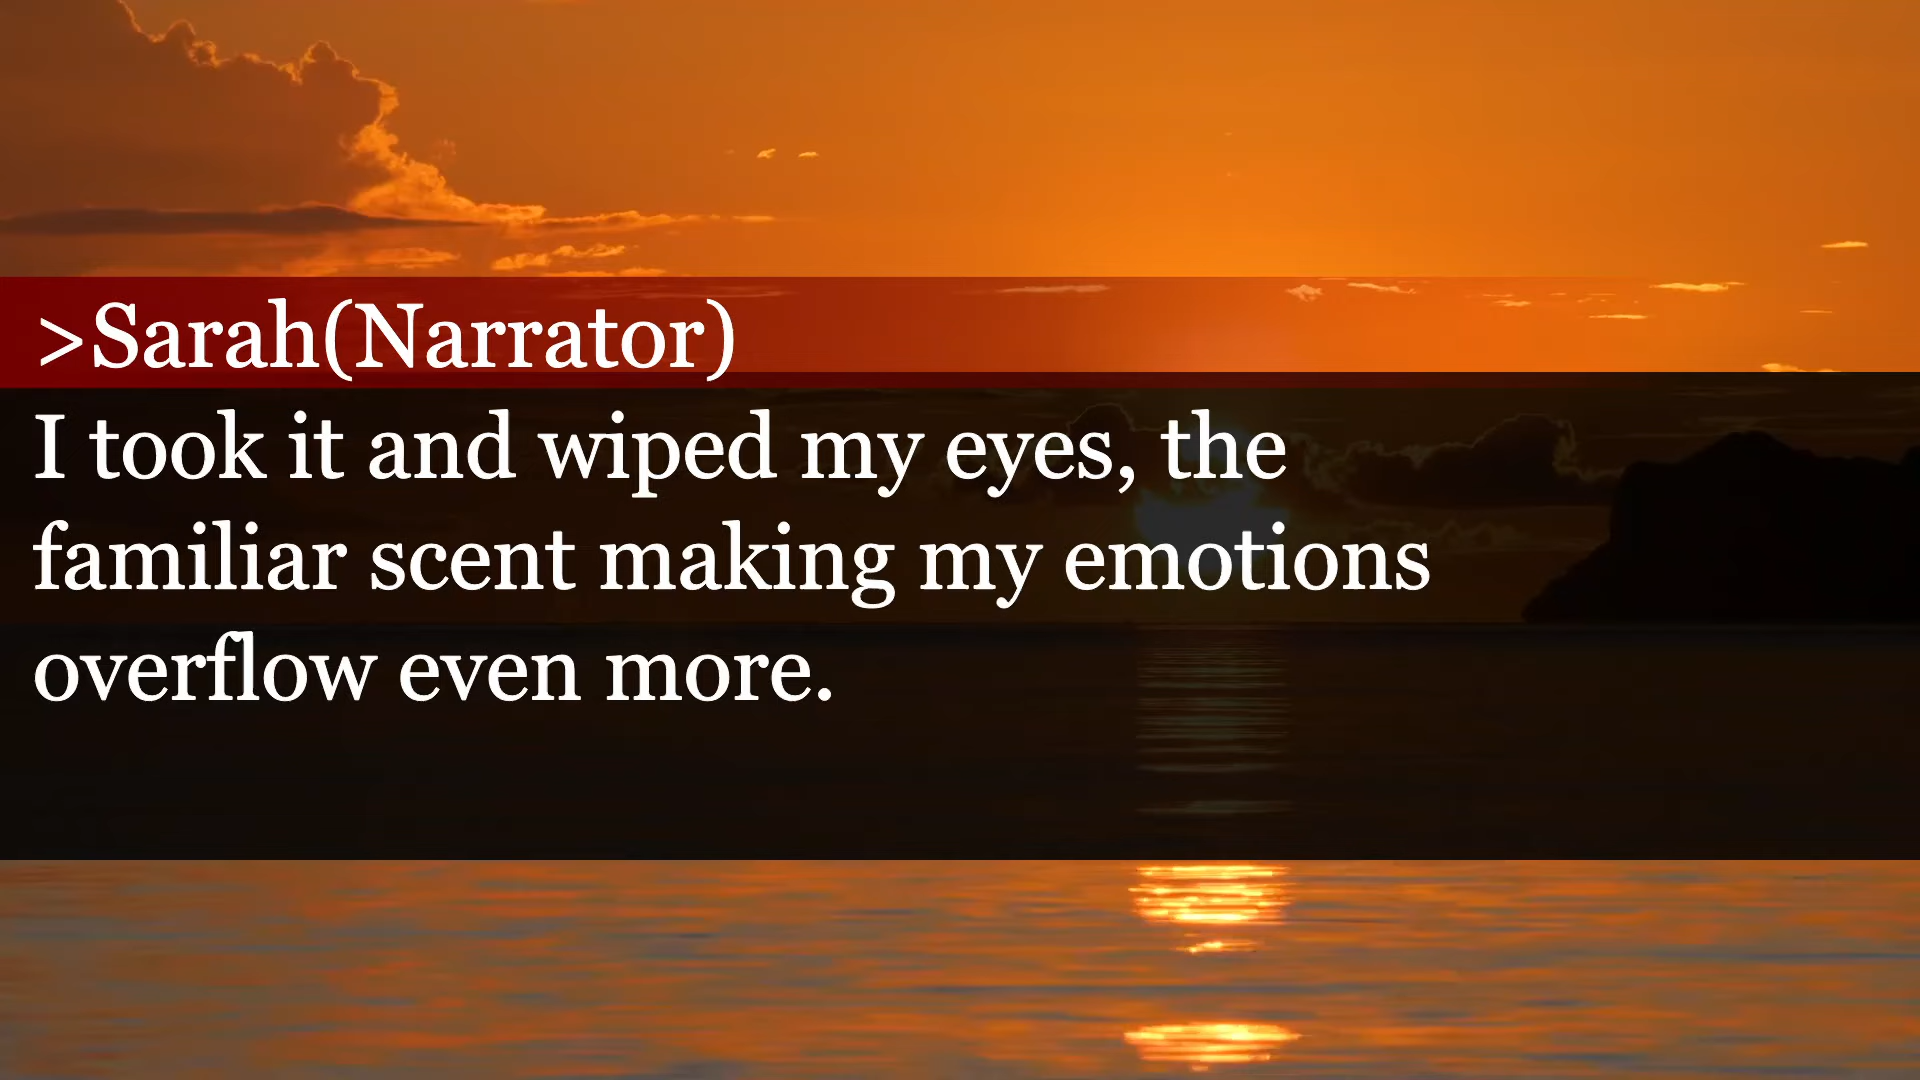 >Sarah(Narrator)
I took it and wiped my eyes, the
familiar scent making my emotions
overflow even more.